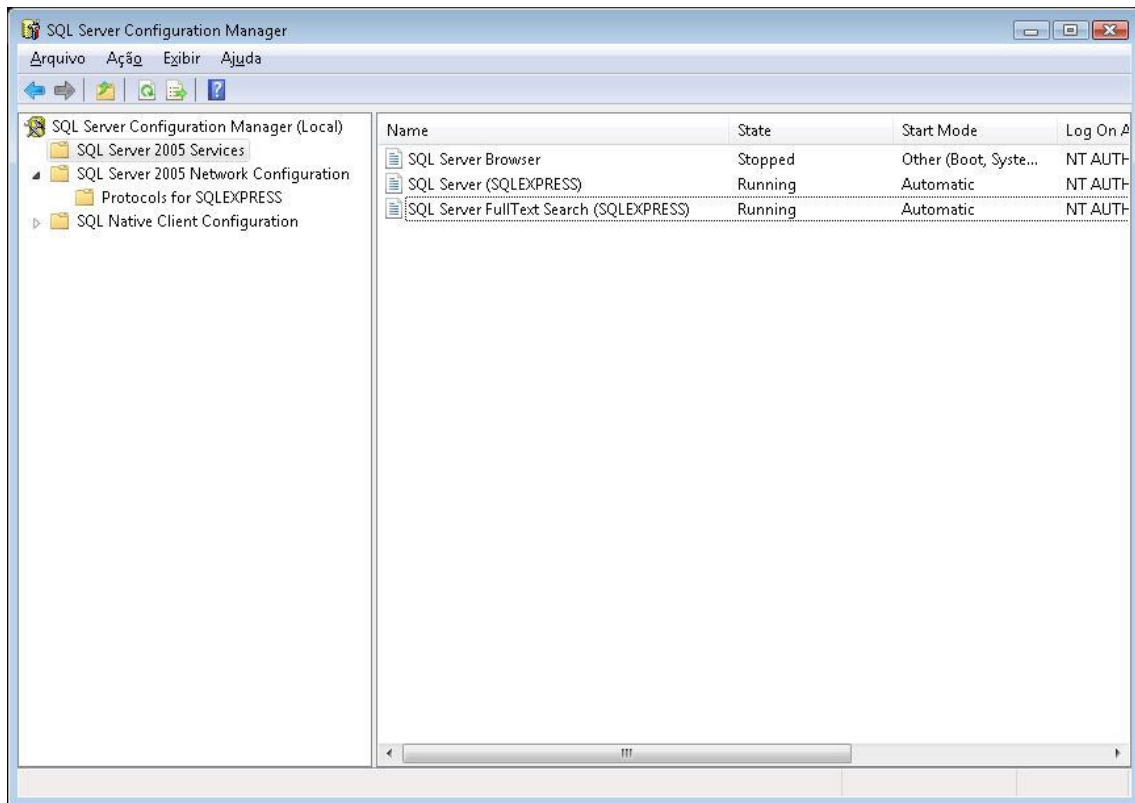 SQL Server Configuration Manager
Arquivo Ação Exibir Ajuda
SQL Server Configuration Manager (Local)
SQL Server 2005 Services
SQL Server 2005 Network Configuration
Protocols for SQLEXPRESS
SQL Native Client Configuration
Name State Start Mode Log On A
SQL Server Browser Stopped Other (Boot, Syste... NT AUTH
SQL Server (SQLEXPRESS) Running Automatic NT AUTH
SQL Server FullText Search (SQLEXPRESS) Running Automatic NT AUTH